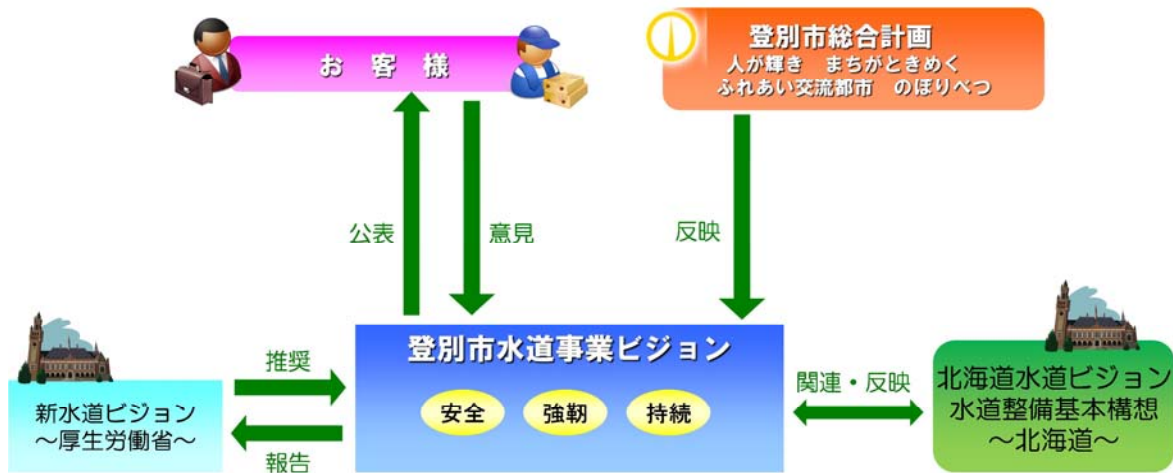 お客様
登別市総合計画
人が輝き　まちがときめく
ふれあい交流都市　のぼりべつ
公表
意見
反映
登別市水道事業ビジョン
安全
強靭
持続
推奨
報告
新水道ビジョン
～厚生労働省～
関連・反映
北海道水道ビジョン
水道整備基本構想
～北海道～